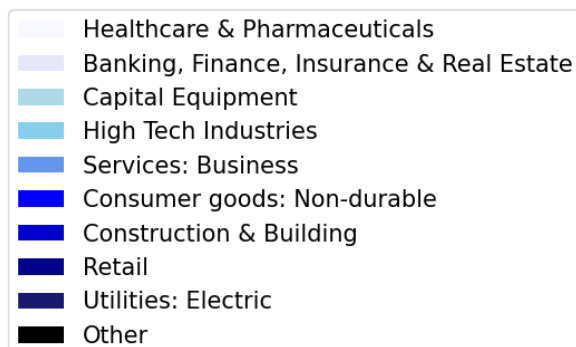 Healthcare & Pharmaceuticals
Banking, Finance, Insurance & Real Estate
Capital Equipment
High Tech Industries
Services: Business
Consumer goods: Non-durable
Construction & Building
Retail
Utilities: Electric
Other